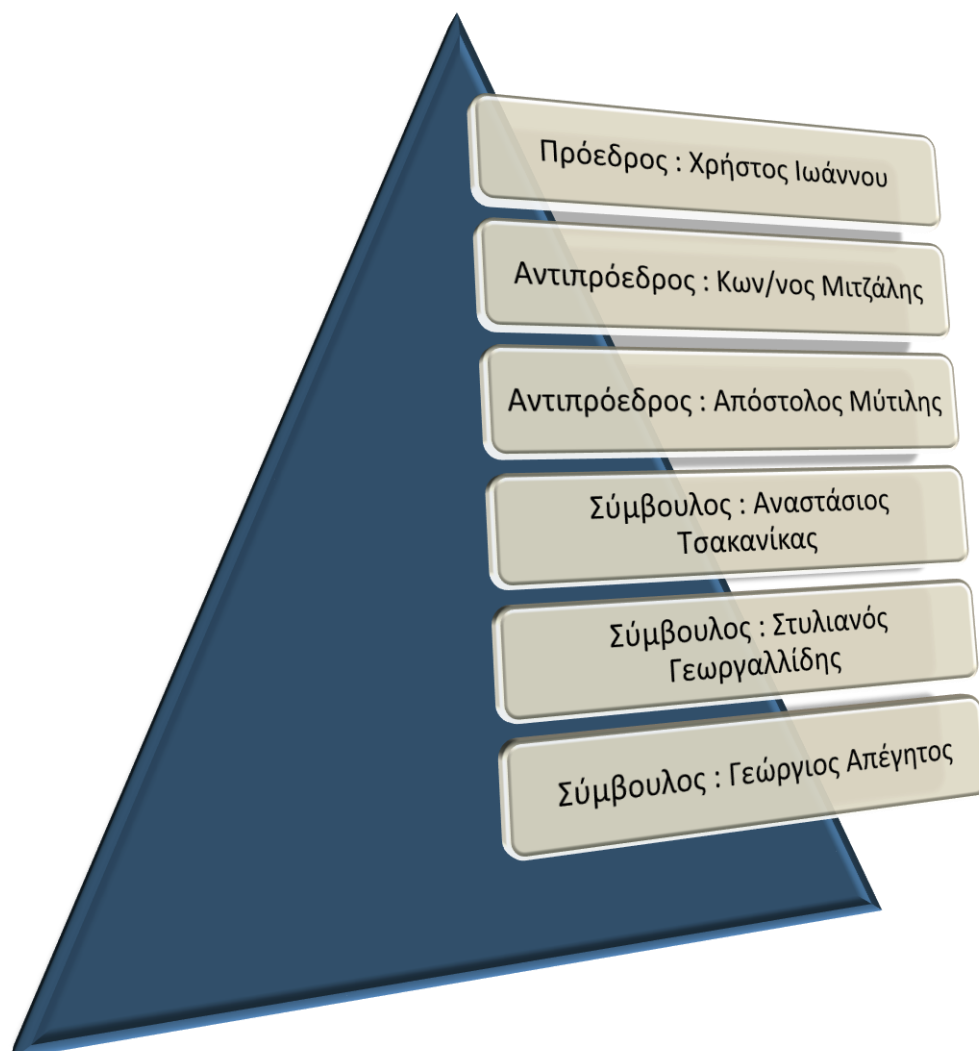 Πρόεδρος : Χρήστος Ιωάννου
Αντιπρόεδρος : Κων/νος Μιτζάλης
Αντιπρόεδρος : Απόστολος Μύτιλης
Σύμβουλος : Αναστάσιος
Τσακανίκας
Σύμβουλος : Στυλιανός
Γεωργαλλίδης
Σύμβουλος : Γεώργιος Απέγητος